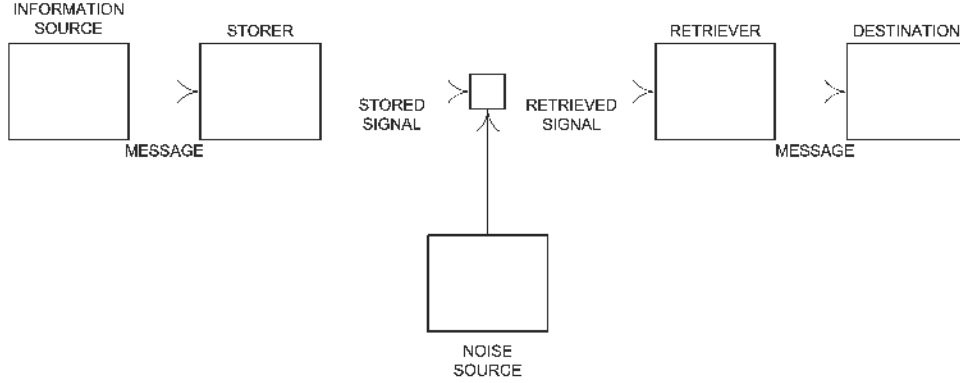 INFORMATION
SOURCE
STORER
RETRIEVER
DESTINATION
STORED
SIGNAL
RETRIEVED
SIGNAL
MESSAGE
MESSAGE
NOISE
SOURCE